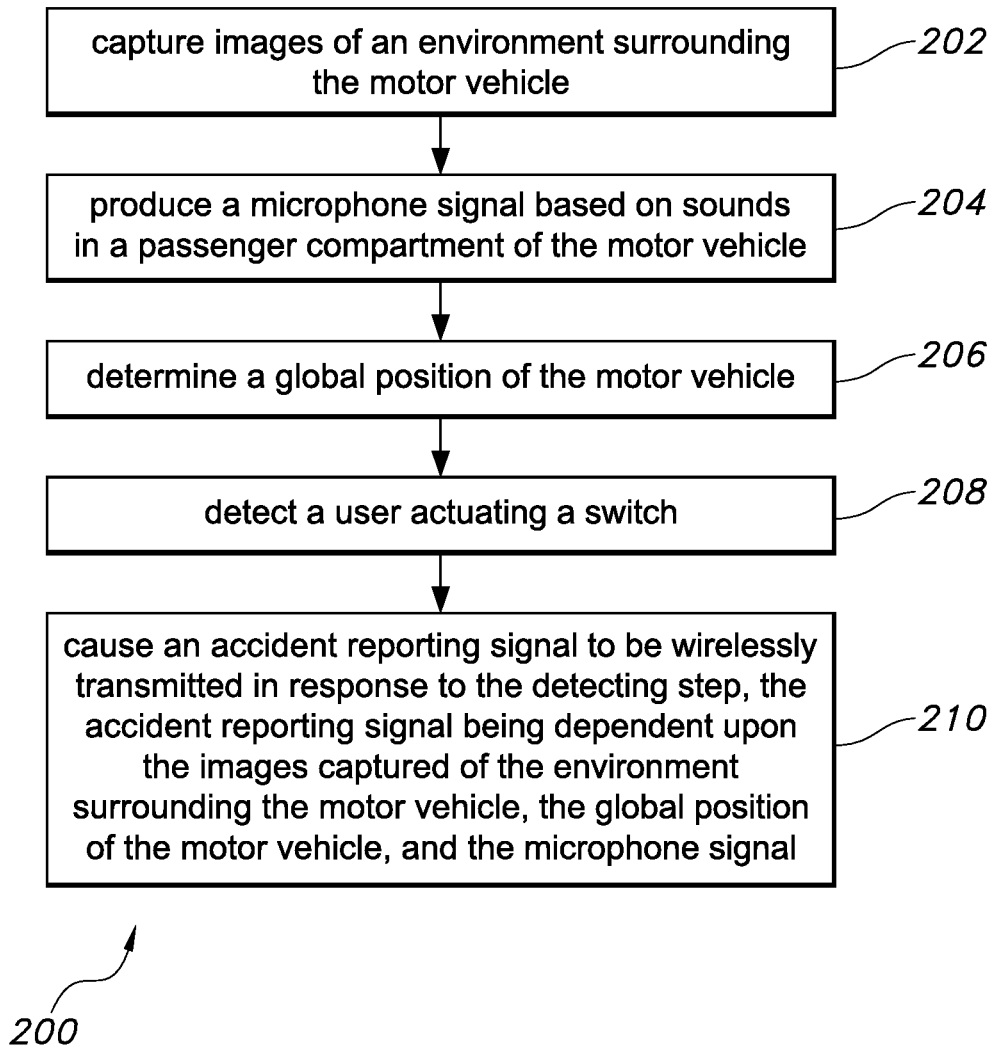 capture images of an environment surrounding
the motor vehicle
202
produce a microphone signal based on sounds
in a passenger compartment of the motor vehicle
204
determine a global position of the motor vehicle
206
detect a user actuating a switch
208
cause an accident reporting signal to be wirelessly
transmitted in response to the detecting step, the
accident reporting signal being dependent upon
the images captured of the environment
surrounding the motor vehicle, the global position
of the motor vehicle, and the microphone signal
210
200